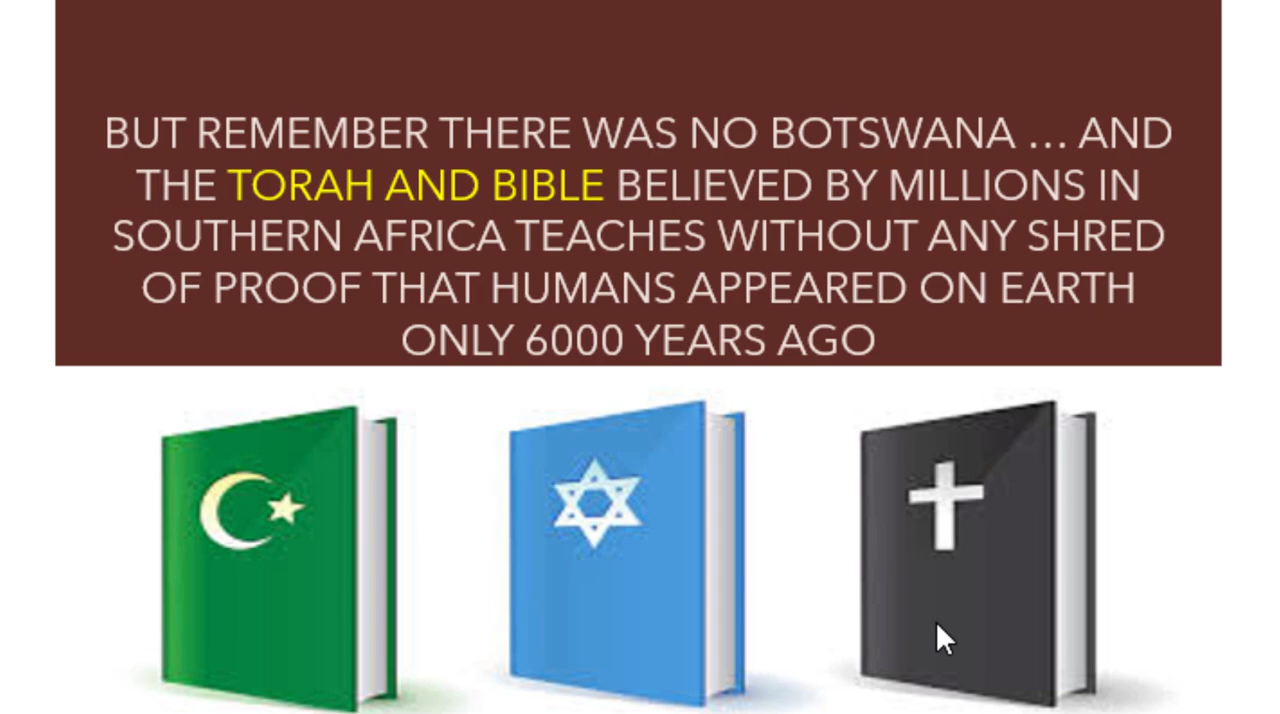 BUT REMEMBER THERE WAS NO BOTSWANA ... AND
THE TORAH AND BIBLE BELIEVED BY MILLIONS IN
SOUTHERN AFRICA TEACHES WITHOUT ANY SHRED
OF PROOF THAT HUMANS APPEARED ON EARTH
ONLY 6000 YEARS AGO